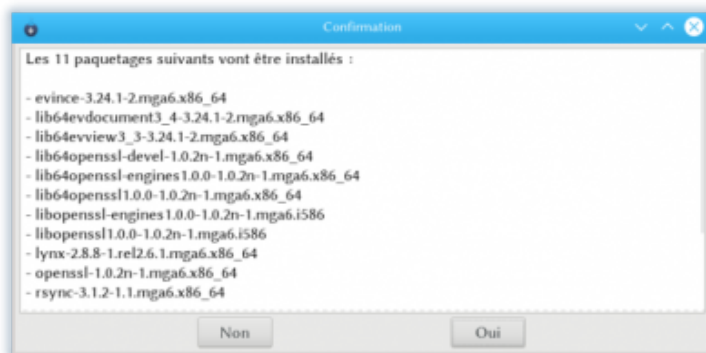 Confirmation
Les 11 paquetages suivants vont être installés :
- evince-3.24.1-2.mga6.x86_64
- lib64evdocument3_4-3.24.1-2.mga6.x86_64
- lib64evview3_3-3.24.1-2.mga6.x86_64
- lib64openssl-devel-1.0.2n-1.mga6.x86_64
- lib64openssl-engines1.0.0-1.0.2n-1.mga6.x86_64
- lib64openssl1.0.0-1.0.2n-1.mga6.x86_64
- libopenssl-engines1.0.0-1.0.2n-1.mga6.i586
- libopenssl1.0.0-1.0.2n-1.mga6.i586
- lynx-2.8.8-1.rel2.6.1.mga6.x86_64
- openssl-1.0.2n-1.mga6.x86_64
- rsync-3.1.2-1.1.mga6.x86_64
Non Oui